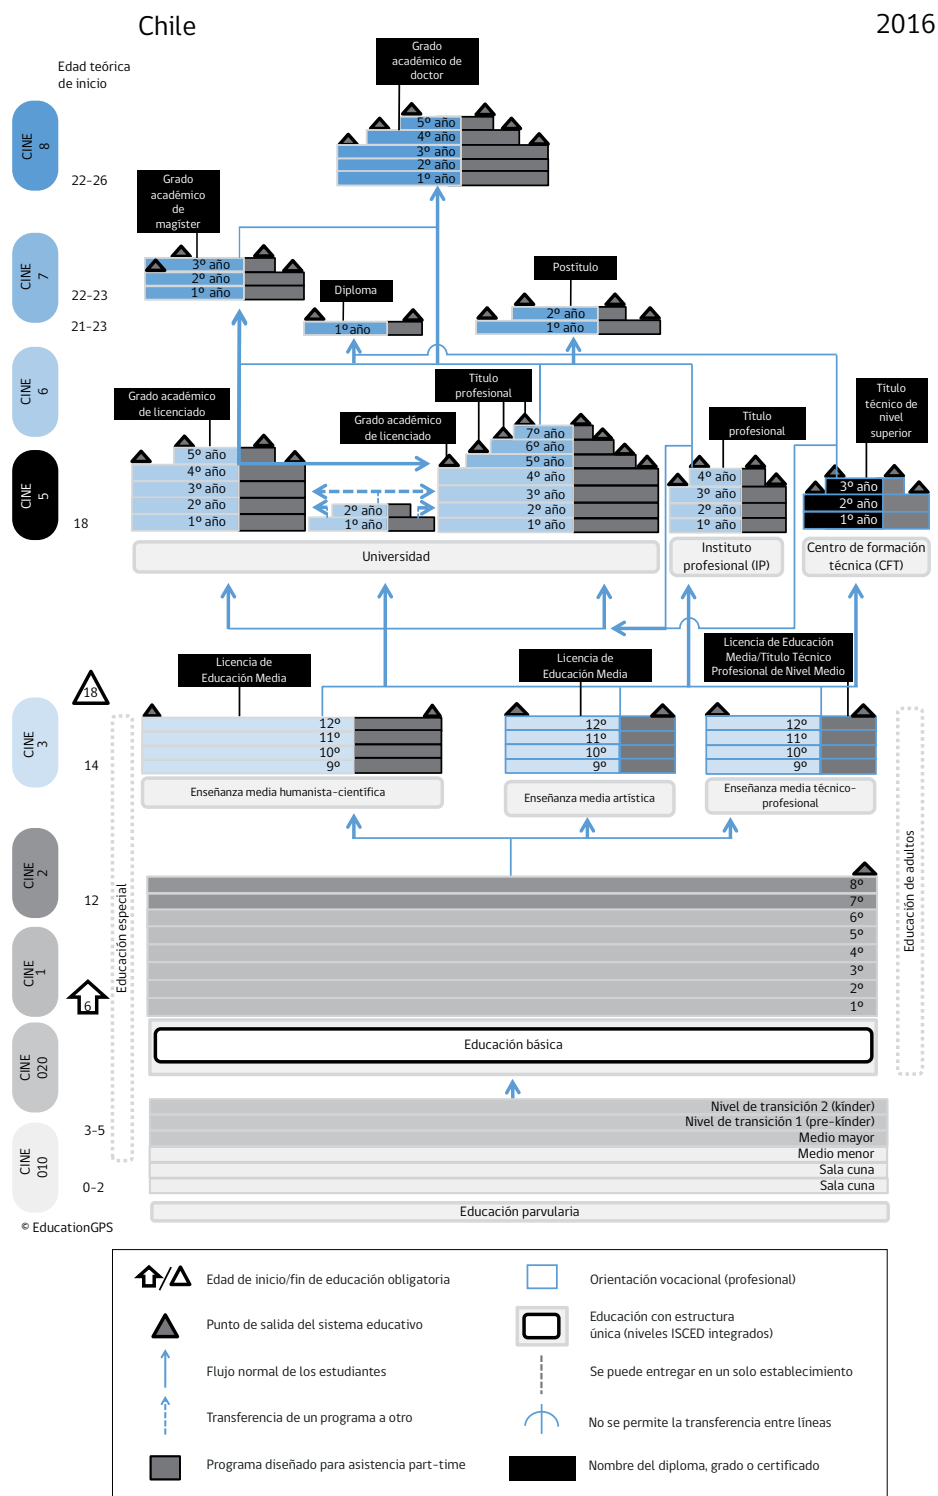 Chile
2016
Edad teórica
de inicio
Grado
académico de
doctor
CINE
8
5º año
4º año
3º año
2º año
1º año
22-26
Grado
académico
de
magíster
CINE
7
3º año
2º año
1º año
22-23
Diploma
1º año
Postítulo
2º año
1º año
21-23
CINE
6
Grado académico
de licenciado
5º año
4º año
3º año
2º año
1º año
Grado académico
de licenciado
2º año
1º año
Título
profesional
7º año
6º año
5º año
4º año
3º año
2º año
1º año
Título
profesional
4º año
3º año
2º año
1º año
Título
técnico de
nivel
superior
3º año
2º año
1º año
CINE
5
18
Universidad
Instituto
profesional (IP)
Centro de formación
técnica (CFT)
Licencia de
Educación Media
Licencia de
Educación Media
Licencia de Educación
Media/Título Técnico
Profesional de Nivel Medio
18
CINE
3
12º
11º
10º
9º
12º
11º
10º
9º
12º
11º
10º
9º
14
Enseñanza media humanista-científica
Enseñanza media artística
Enseñanza media técnico-
profesional
CINE
2
12
8º
7º
6º
5º
4º
3º
2º
1º
Educación especial
Educación de adultos
CINE
1
6
Educación básica
CINE
020
3-5
Nivel de transición 2 (kínder)
Nivel de transición 1 (pre-kínder)
Medio mayor
Medio menor
Sala cuna
Sala cuna
CINE
010
0-2
Educación parvularia
© EducationGPS
/
Edad de inicio/fin de educación obligatoria
Orientación vocacional (profesional)
Punto de salida del sistema educativo
Educación con estructura
única (niveles ISCED integrados)
Flujo normal de los estudiantes
Se puede entregar en un solo establecimiento
Transferencia de un programa a otro
No se permite la transferencia entre líneas
Programa diseñado para asistencia part-time
Nombre del diploma, grado o certificado